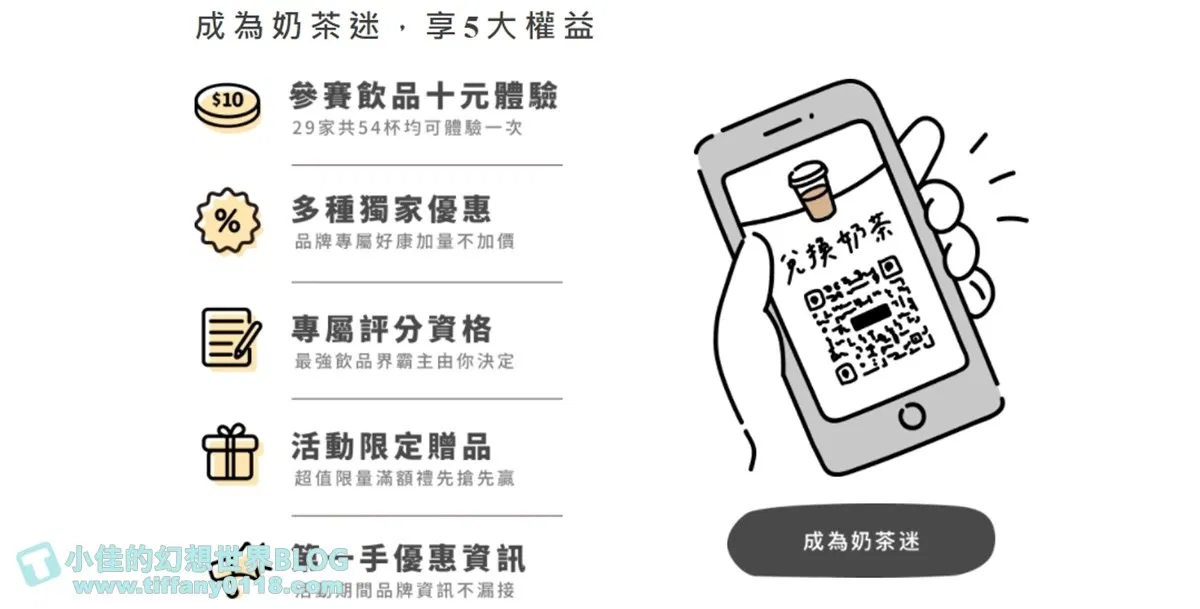 成為奶茶迷，享5大權益
$10
參賽飲品十元體驗
29家共54杯均可體驗一次
%
多種獨家優惠
品牌專屬好康加量不加價
專屬評分資格
最強飲品界霸主由你決定
活動限定贈品
超值限量滿額禮先搶先贏
第一手優惠資訊
活動期間品牌資訊不漏接
兌換奶茶
成為奶茶迷
T 小佳的幻想世界BLOG
www.tiffany0118.com